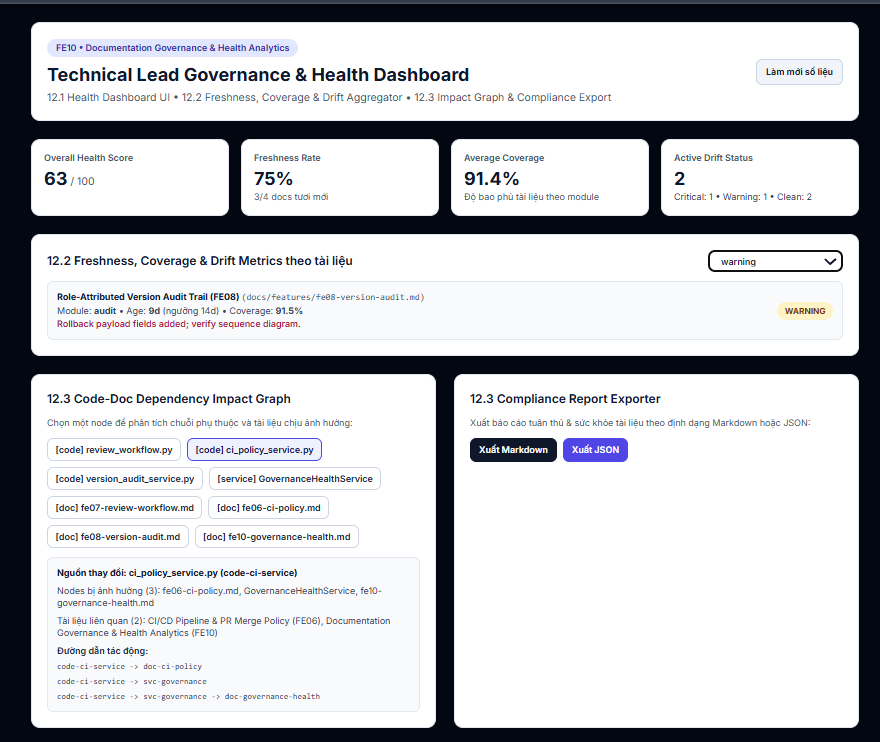 FE10 • Documentation Governance & Health Analytics
Technical Lead Governance & Health Dashboard
12.1 Health Dashboard UI • 12.2 Freshness, Coverage & Drift Aggregator • 12.3 Impact Graph & Compliance Export
Làm mới số liệu
Overall Health Score
63 / 100
Freshness Rate
75%
3/4 docs tươi mới
Average Coverage
91.4%
Độ bao phủ tài liệu theo module
Active Drift Status
2
Critical: 1 • Warning: 1 • Clean: 2
12.2 Freshness, Coverage & Drift Metrics theo tài liệu
warning
Role-Attributed Version Audit Trail (FE08) (docs/features/fe08-version-audit.md)
Module: audit • Age: 9d (ngưỡng 14d) • Coverage: 91.5%
Rollback payload fields added; verify sequence diagram.
WARNING
12.3 Code-Doc Dependency Impact Graph
Chọn một node để phân tích chuỗi phụ thuộc và tài liệu chịu ảnh hưởng:
[code] review_workflow.py
[code] ci_policy_service.py
[code] version_audit_service.py
[service] GovernanceHealthService
[doc] fe07-review-workflow.md
[doc] fe06-ci-policy.md
[doc] fe08-version-audit.md
[doc] fe10-governance-health.md
Nguồn thay đổi: ci_policy_service.py (code-ci-service)
Nodes bị ảnh hưởng (3): fe06-ci-policy.md, GovernanceHealthService, fe10-
governance-health.md
Tài liệu liên quan (2): CI/CD Pipeline & PR Merge Policy (FE06), Documentation
Governance & Health Analytics (FE10)
Đường dẫn tác động:
code-ci-service -> doc-ci-policy
code-ci-service -> svc-governance
code-ci-service -> svc-governance -> doc-governance-health
12.3 Compliance Report Exporter
Xuất báo cáo tuân thủ & sức khỏe tài liệu theo định dạng Markdown hoặc JSON:
Xuất Markdown
Xuất JSON